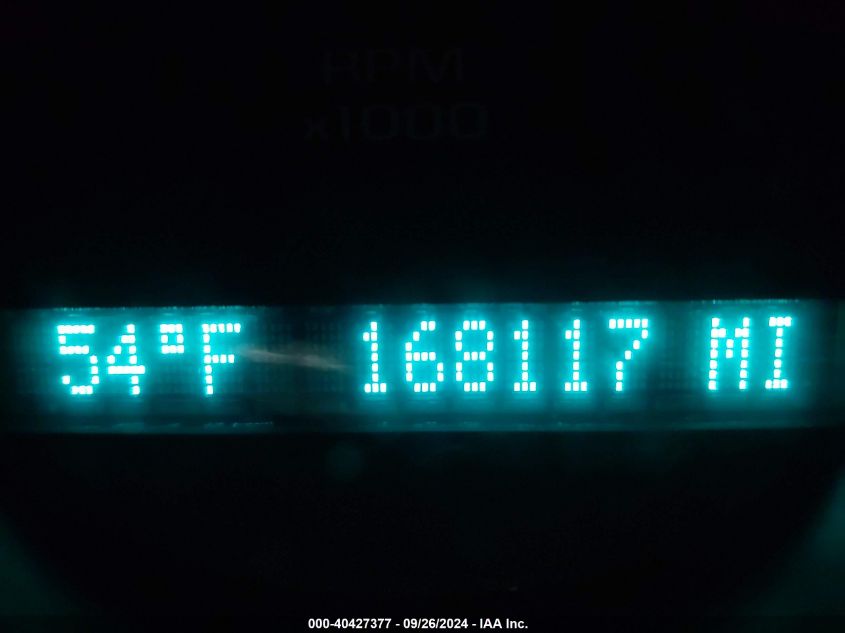 RPM
x1000
54°F 168117 MI
000-40427377 - 09/26/2024 - IAA Inc.